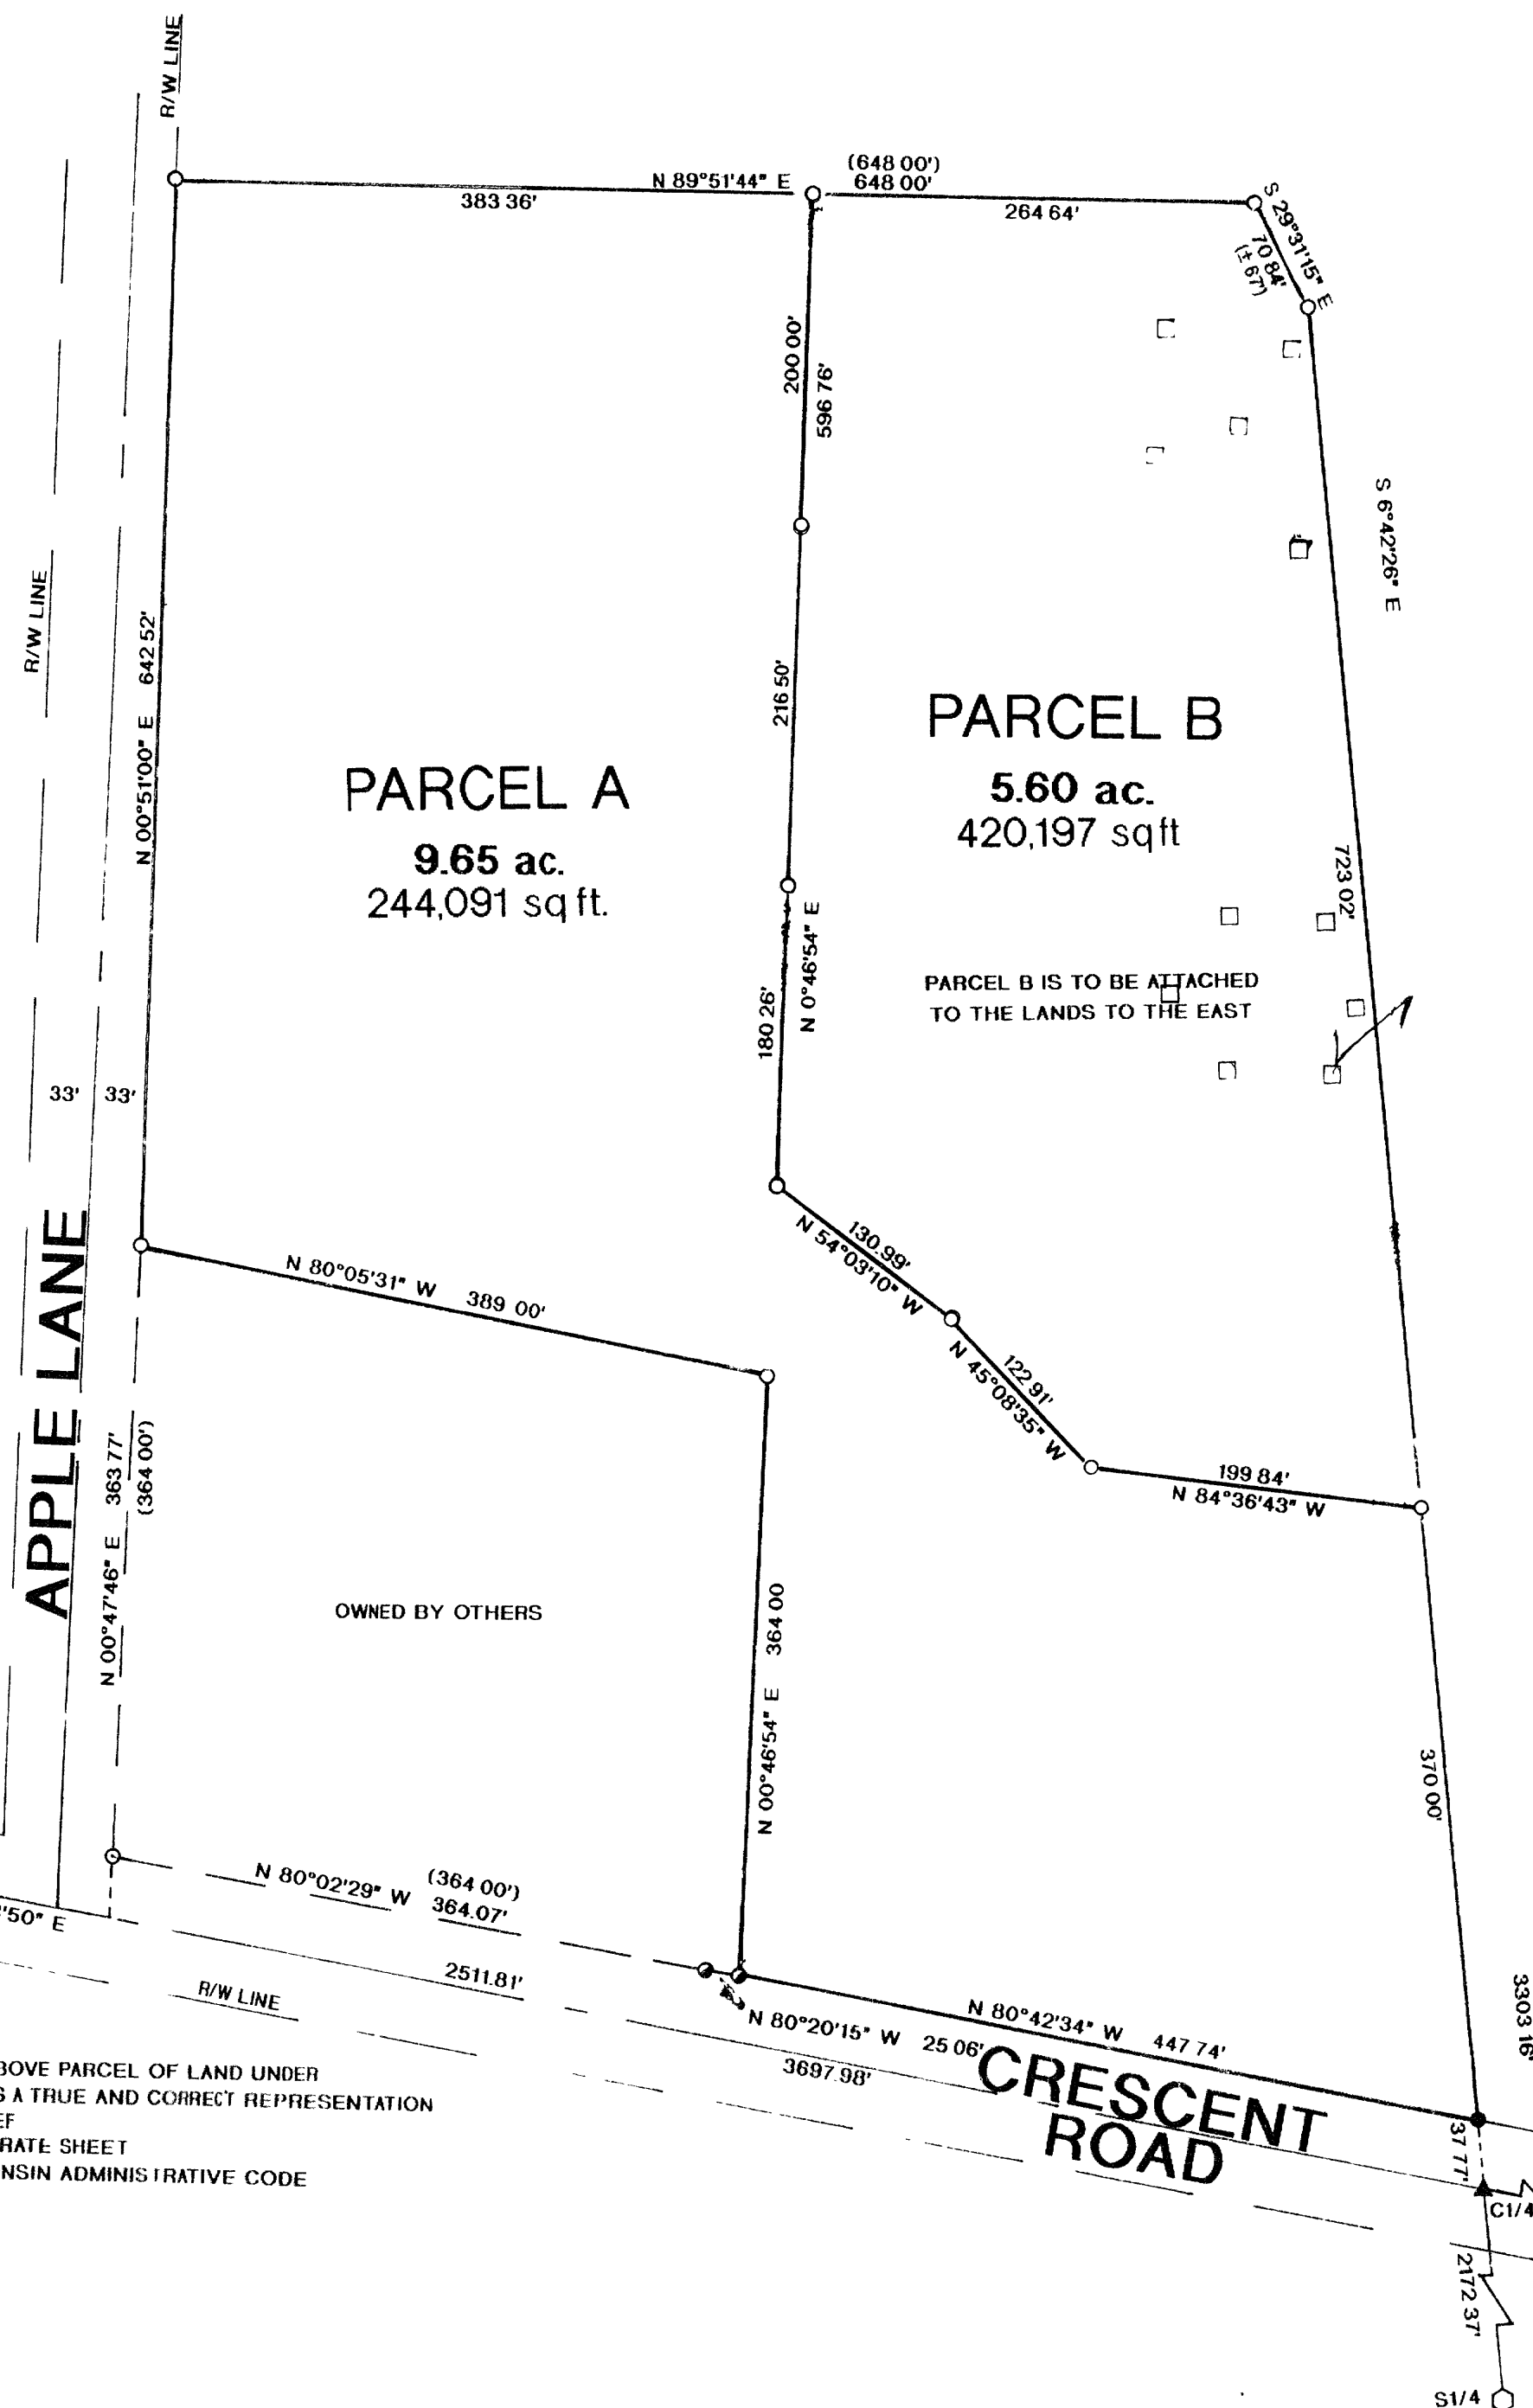 R/W LINE
(648 00')
N 89°51'44" E 648 00'
383 36'
264 64'
S 29°31'15" E
70 84'
(± 67')
200 00'
596 76'
S 6°42'26" E
R/W LINE
N 00°51'00" E 642 52'
216 50'
PARCEL B
5.60 ac.
420,197 sqft
PARCEL A
9.65 ac.
244,091 sq ft.
723 02'
N 0°46'54" E
180 26'
PARCEL B IS TO BE ATTACHED
TO THE LANDS TO THE EAST
33' 33'
APPLE LANE
130.99'
N 54°03'10" W
N 80°05'31" W 389 00'
122 91'
N 45°08'35" W
199 84'
N 84°36'43" W
N 00°47'46" E 363 77'
(364 00')
OWNED BY OTHERS
N 00°46'54" E 364 00
370 00'
N 80°02'29" W (364 00')
364.07'
'50" E
2511.81'
R/W LINE
N 80°42'34" W 447 74'
N 80°20'15" W 25 06'
3697.98'
CRESCENT
ROAD
3303 16'
BOVE PARCEL OF LAND UNDER
S A TRUE AND CORRECT REPRESENTATION
EF
RATE SHEET
NSIN ADMINISTRATIVE CODE
37 77'
C1/4
2172 37'
S1/4